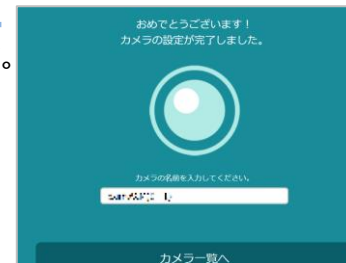 おめでとうございます！
カメラの設定が完了しました。
。
カメラの名前を入力してください。
カメラ一覧へ